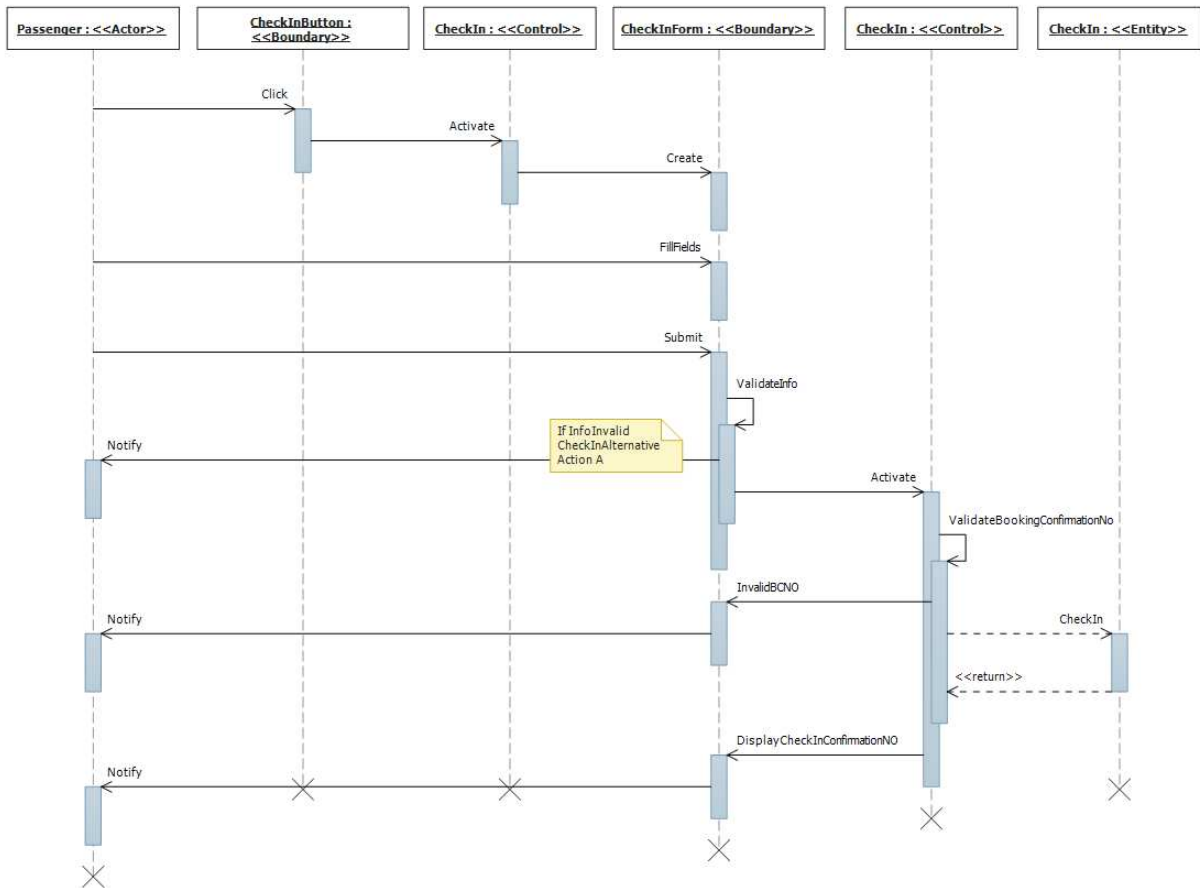 Passenger : <<Actor>>
CheckInButton :
<<Boundary>>
CheckIn : <<Control>>
CheckInForm : <<Boundary>>
CheckIn : <<Control>>
CheckIn : <<Entity>>
Click
Activate
Create
FillFields
Submit
ValidateInfo
If InfoInvalid
CheckInAlternative
Action A
Notify
Activate
ValidateBookingConfirmationNo
InvalidBCNO
Notify
CheckIn
<<return>>
DisplayCheckInConfirmationNO
Notify